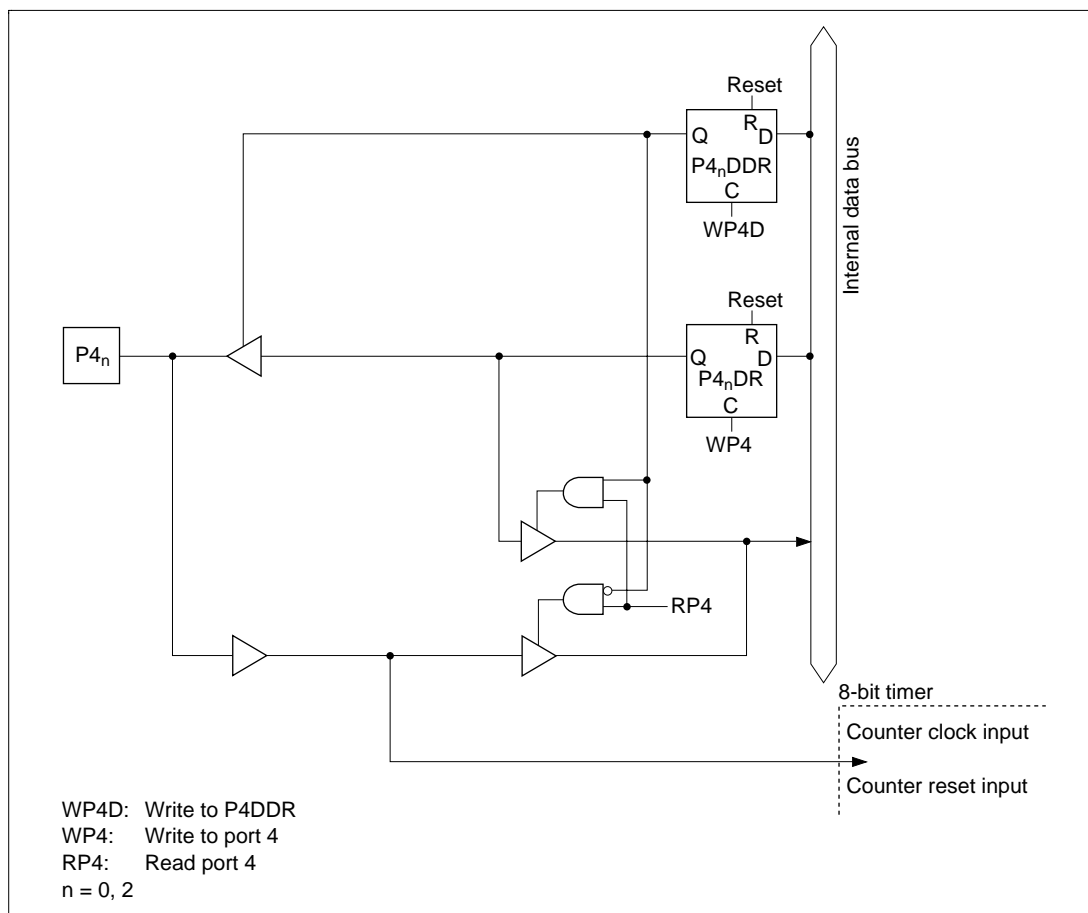 Reset
R
Q D
P4nDDR
C
WP4D
Internal data bus
Reset
R
P4n
Q D
P4nDR
C
WP4
RP4
8-bit timer
Counter clock input
Counter reset input
WP4D: Write to P4DDR
WP4: Write to port 4
RP4: Read port 4
n = 0, 2